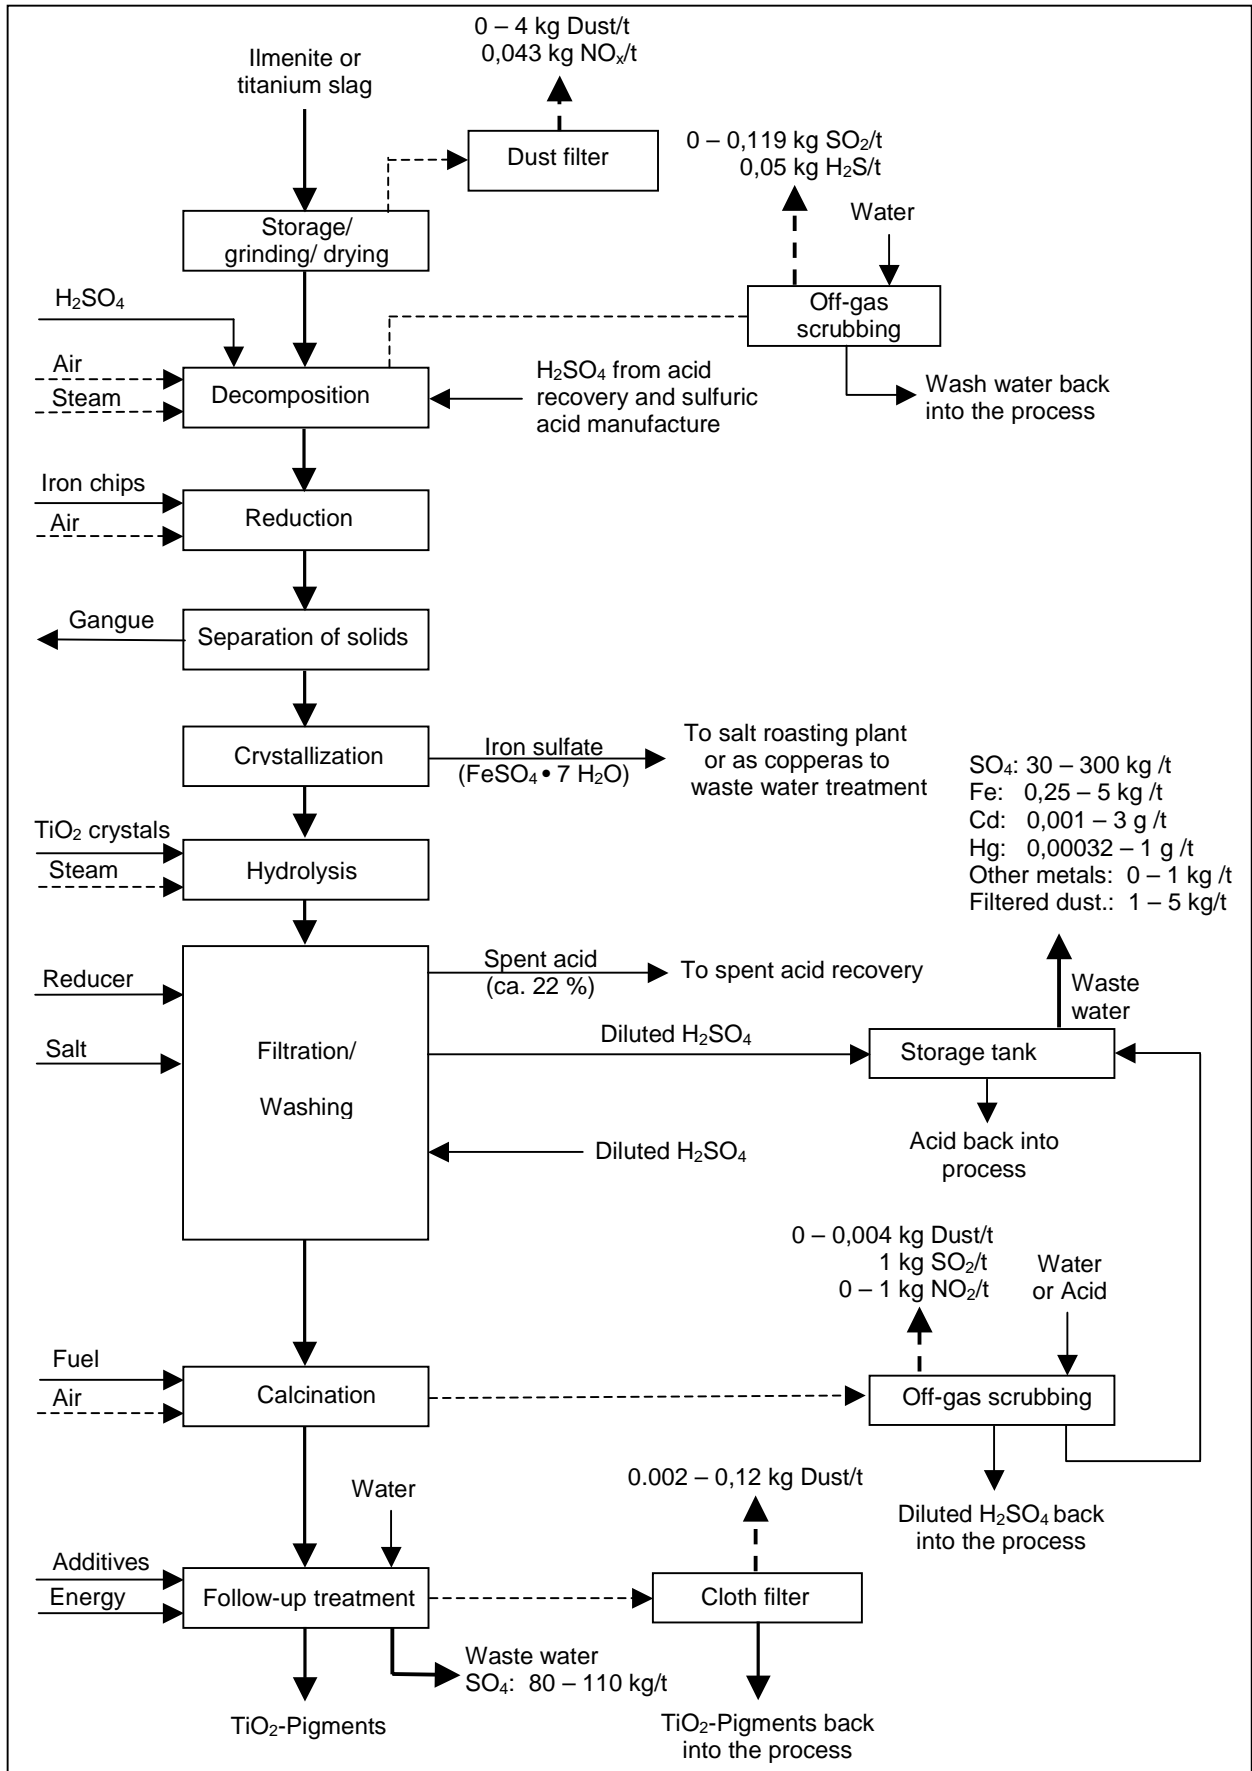 0 – 4 kg Dust/t
0,043 kg NOₓ/t
Ilmenite or
titanium slag
Dust filter
0 – 0,119 kg SO₂/t
0,05 kg H₂S/t
Water
Storage/
grinding/ drying
H₂SO₄
Off-gas
scrubbing
Air
Steam
Decomposition
H₂SO₄ from acid
recovery and sulfuric
acid manufacture
Wash water back
into the process
Iron chips
Air
Reduction
Gangue
Separation of solids
Crystallization
Iron sulfate
(FeSO₄ • 7 H₂O)
To salt roasting plant
or as copperas to
waste water treatment
SO₄: 30 – 300 kg /t
Fe: 0,25 – 5 kg /t
Cd: 0,001 – 3 g /t
Hg: 0,00032 – 1 g /t
Other metals: 0 – 1 kg /t
Filtered dust.: 1 – 5 kg/t
TiO₂ crystals
Steam
Hydrolysis
Reducer
Salt
Filtration/
Washing
Spent acid
(ca. 22 %)
To spent acid recovery
Waste
water
Diluted H₂SO₄
Storage tank
Diluted H₂SO₄
Acid back into
process
0 – 0,004 kg Dust/t
1 kg SO₂/t
0 – 1 kg NO₂/t
Water
or Acid
Fuel
Air
Calcination
Off-gas scrubbing
Diluted H₂SO₄ back
into the process
Water
0.002 – 0,12 kg Dust/t
Additives
Energy
Follow-up treatment
Cloth filter
Waste water
SO₄: 80 – 110 kg/t
TiO₂-Pigments
TiO₂-Pigments back
into the process